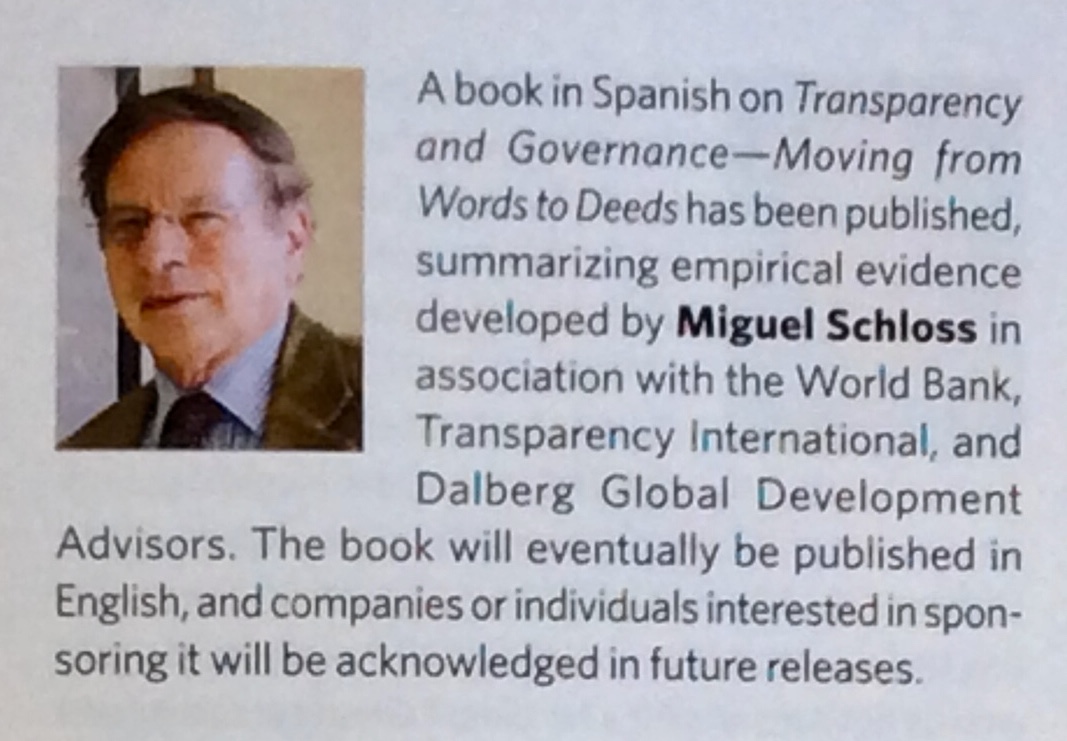 A book in Spanish on Transparency
and Governance—Moving from
Words to Deeds has been published,
summarizing empirical evidence
developed by Miguel Schloss in
association with the World Bank,
Transparency International, and
Dalberg Global Development
Advisors. The book will eventually be published in
English, and companies or individuals interested in spon-
soring it will be acknowledged in future releases.